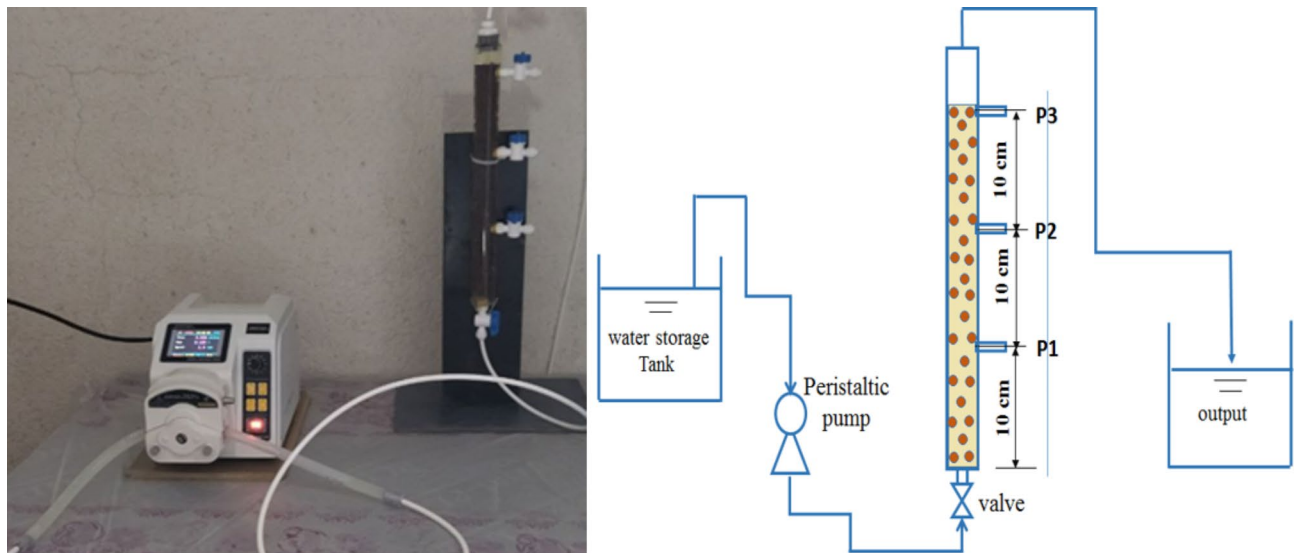 P3
10 cm
P2
10 cm
P1
10 cm
water storage
Tank
Peristaltic
pump
valve
output